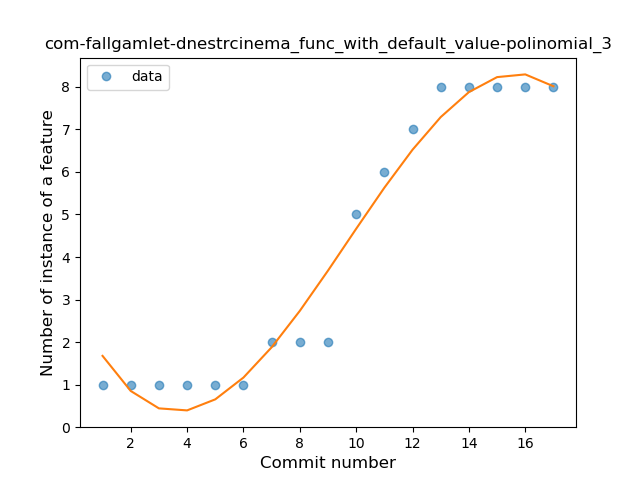 com-fallgamlet-dnestrcinema_func_with_default_value-polinomial_3
data
Number of instance of a feature
8
7
6
5
4
3
2
1
0
2 4 6 8 10 12 14 16
Commit number